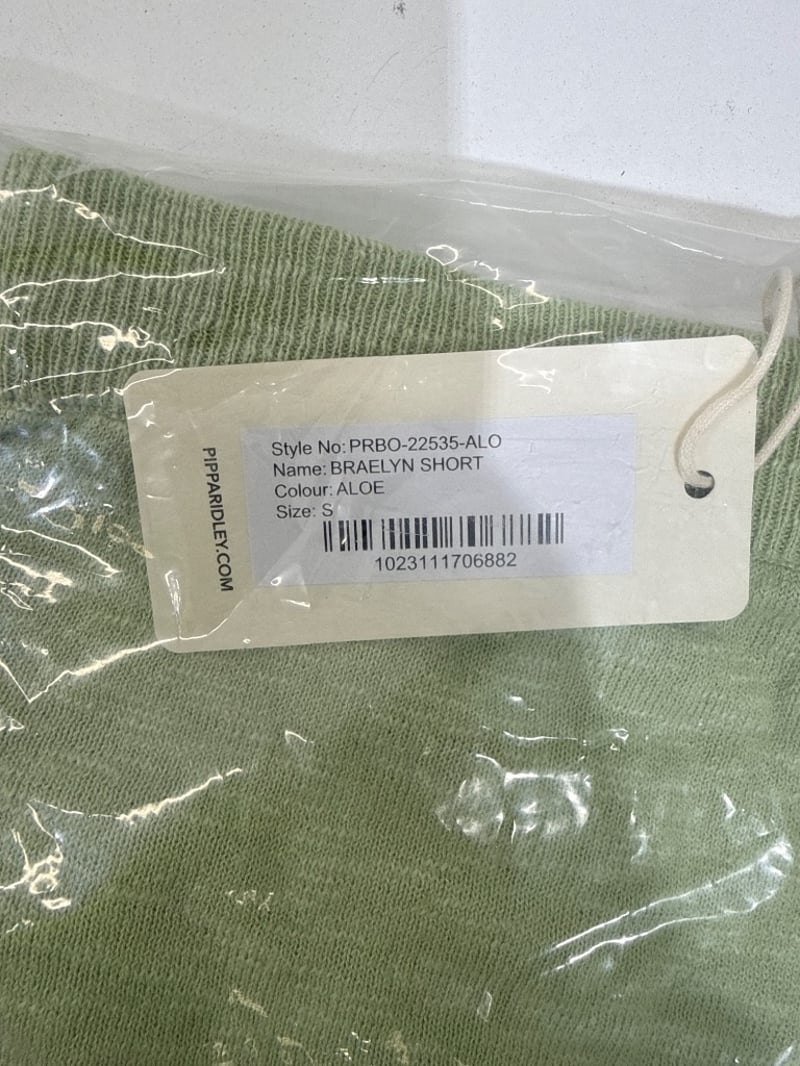 Style No: PRBO-22535-ALO
Name: BRAELYN SHORT
Colour: ALOE
Size: S
1023111706882
PIPPARIDLEY.COM